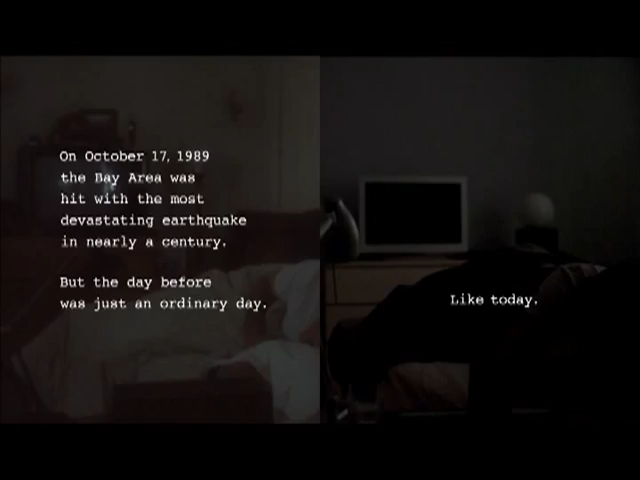 On October 17, 1989
the Bay Area was
hit with the most
devastating earthquake
in nearly a century.
But the day before
was just an ordinary day.
Like today.